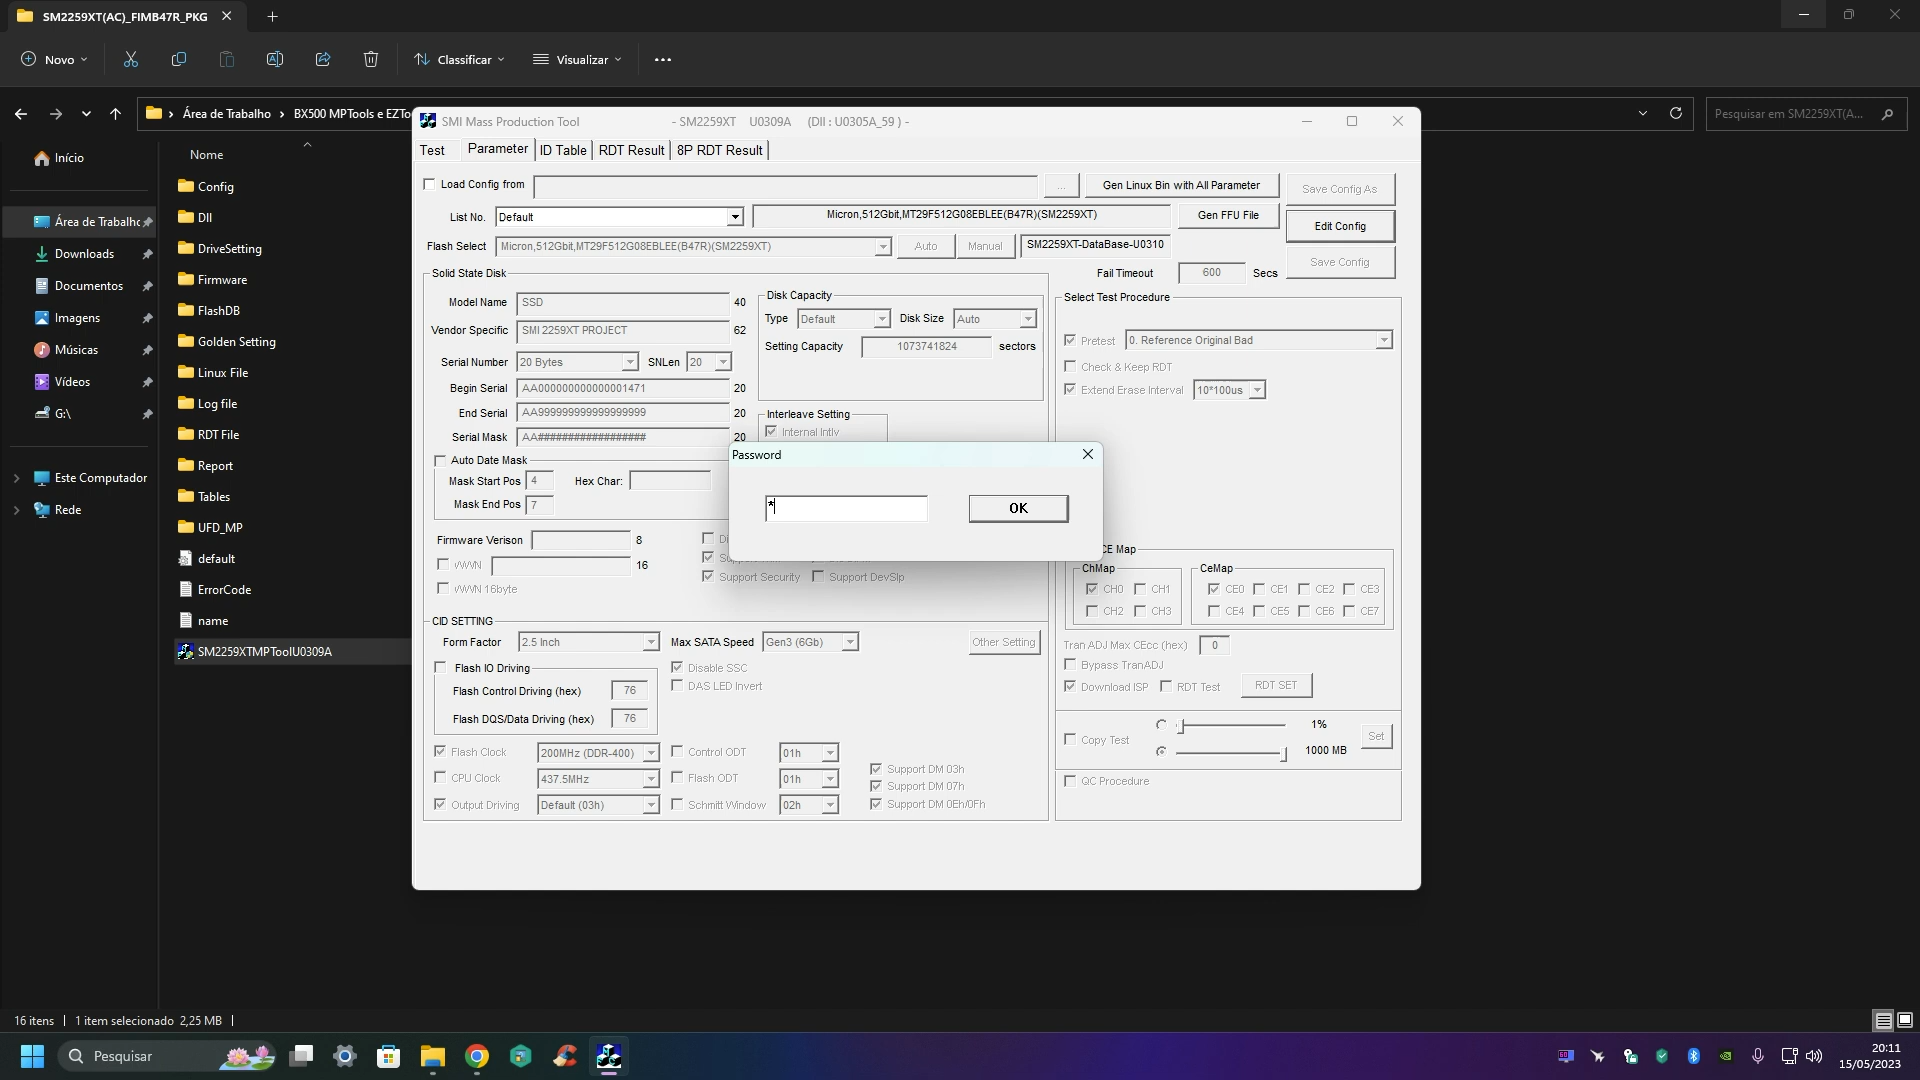 SM2259XT(AC)_FIMB47R_PKG
Novo
Classificar
Visualizar
Área de Trabalho
BX500 MPTools e EZTo
Pesquisar em SM2259XT(A...
Início
Área de Trabalho
Downloads
Documentos
Imagens
Músicas
Vídeos
G:\
Este Computador
Rede
Nome
Config
Dll
DriveSetting
Firmware
FlashDB
Golden Setting
Linux File
Log file
RDT File
Report
Tables
UFD_MP
default
ErrorCode
name
SM2259XTMPToolU0309A
SMI Mass Production Tool - SM2259XT U0309A (Dll : U0305A_59 ) -
Test Parameter ID Table RDT Result 8P RDT Result
Load Config from ... Gen Linux Bin with All Parameter Save Config As
List No. Default Micron,512Gbit,MT29F512G08EBLEE(B47R)(SM2259XT) Gen FFU File Edit Config
Flash Select Micron,512Gbit,MT29F512G08EBLEE(B47R)(SM2259XT) Auto Manual SM2259XT-DataBase-U0310 Save Config
Fail Timeout 600 Secs
Solid State Disk
Model Name SSD 40
Vendor Specific SMI 2259XT PROJECT 62
Serial Number 20 Bytes SNLen 20
Begin Serial AA000000000000001471 20
End Serial AA999999999999999999 20
Serial Mask AA################## 20
Disk Capacity
Type Default Disk Size Auto
Setting Capacity 1073741824 sectors
Interleave Setting
Internal Intlv
Auto Date Mask
Mask Start Pos 4 Hex Char:
Mask End Pos 7
Password
*
OK
Firmware Verison 8
WWN 16
WWN 16byte
Support Security Support DevSlp
Select Test Procedure
Pretest 0. Reference Original Bad
Check & Keep RDT
Extend Erase Interval 10*100us
CE Map
ChMap
CH0 CH1
CH2 CH3
CeMap
CE0 CE1 CE2 CE3
CE4 CE5 CE6 CE7
Tran ADJ Max CEcc (hex) 0
Bypass TranADJ
Download ISP RDT Test RDT SET
Copy Test 1%
1000 MB Set
QC Procedure
CID SETTING
Form Factor 2.5 Inch Max SATA Speed Gen3 (6Gb) Other Setting
Flash IO Driving
Flash Control Driving (hex) 76
Flash DQS/Data Driving (hex) 76
Disable SSC
DAS LED Invert
Flash Clock 200MHz (DDR-400) Control ODT 01h
CPU Clock 437.5MHz Flash ODT 01h
Output Driving Default (03h) Schmitt Window 02h
Support DM 03h
Support DM 07h
Support DM 0Eh/0Fh
16 itens 1 item selecionado 2,25 MB
Pesquisar
20:11
15/05/2023